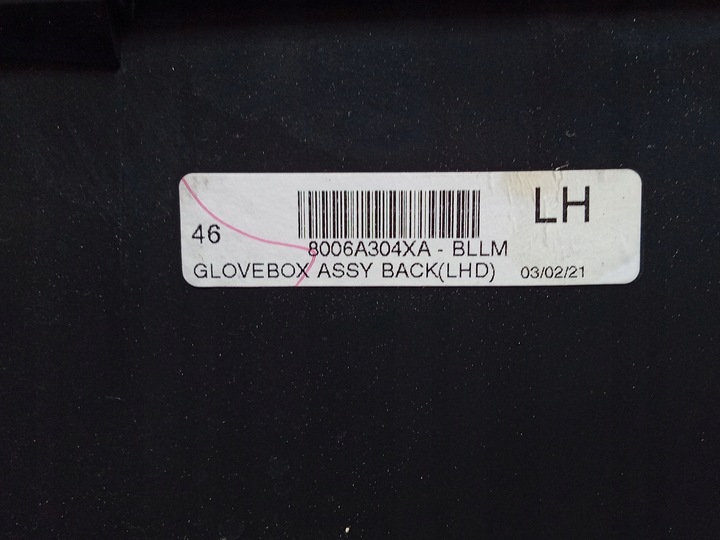 LH
46
8006A304XA - BLLM
GLOVEBOX ASSY BACK(LHD) 03/02/21